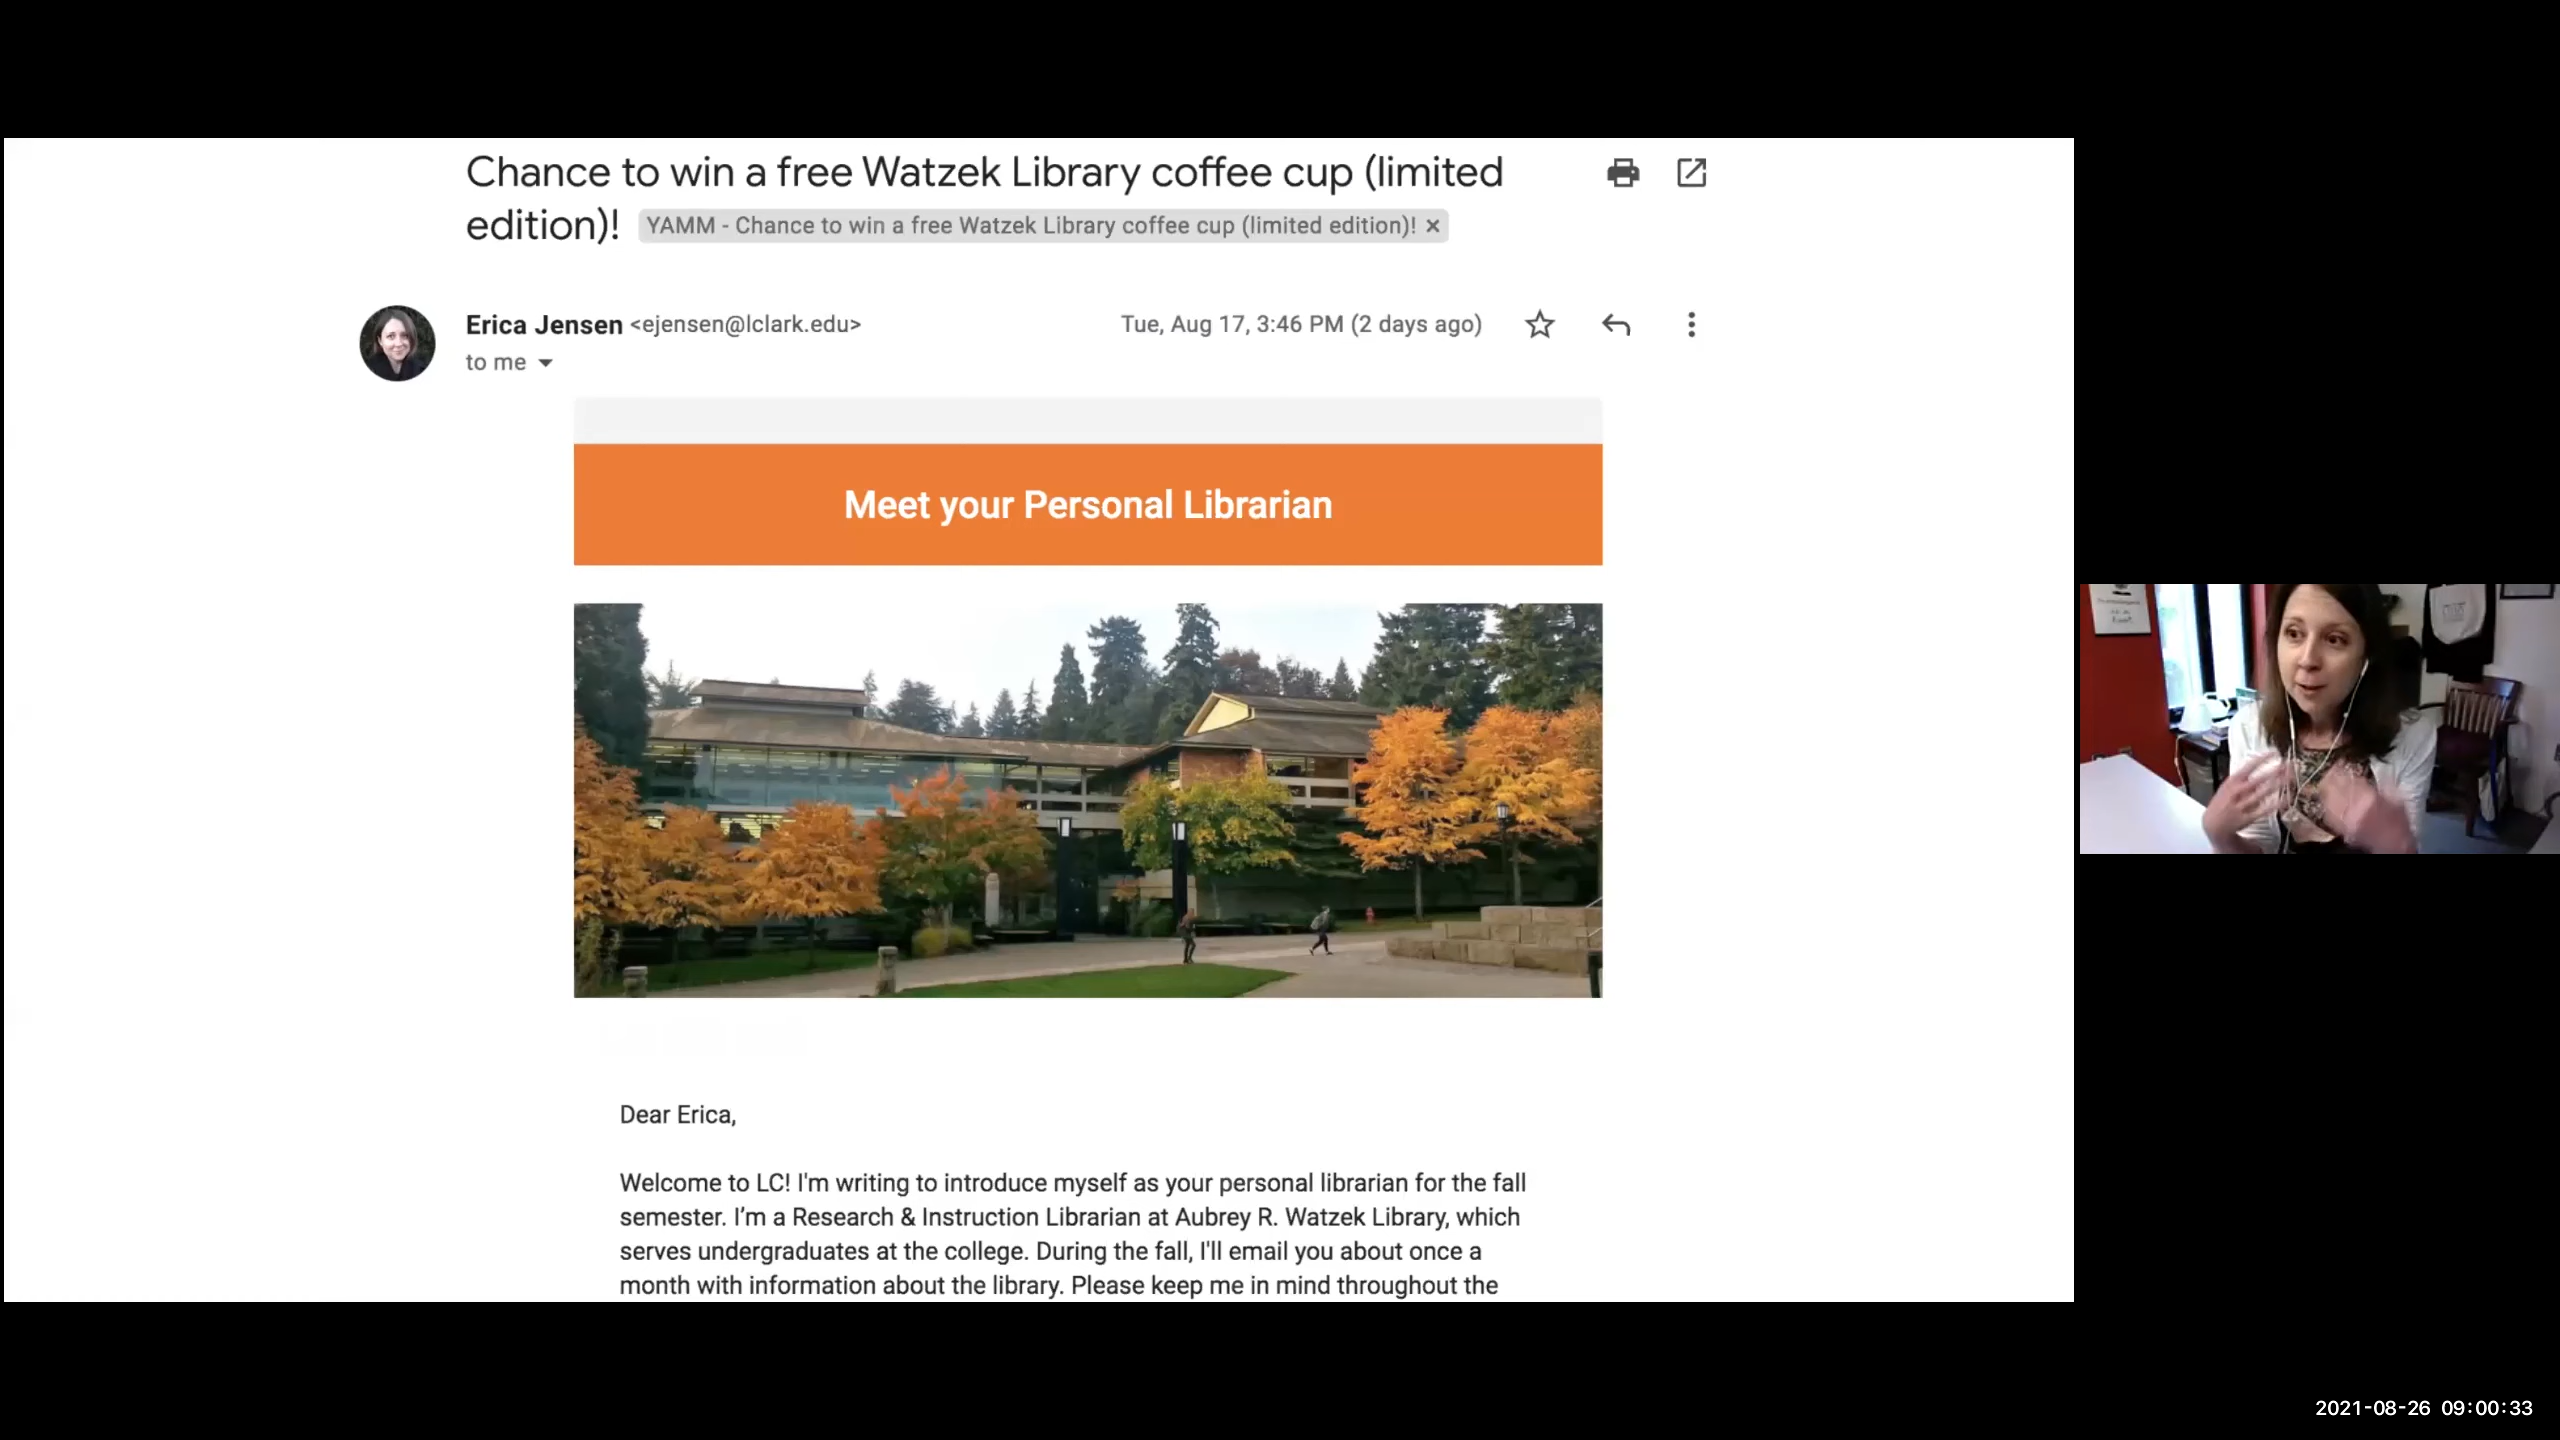 Chance to win a free Watzek Library coffee cup (limited
edition)! YAMM - Chance to win a free Watzek Library coffee cup (limited edition)! ×
Erica Jensen <ejensen@lclark.edu> Tue, Aug 17, 3:46 PM (2 days ago)
to me
Meet your Personal Librarian
Dear Erica,
Welcome to LC! I'm writing to introduce myself as your personal librarian for the fall
semester. I’m a Research & Instruction Librarian at Aubrey R. Watzek Library, which
serves undergraduates at the college. During the fall, I'll email you about once a
month with information about the library. Please keep me in mind throughout the
2021-08-26 09:00:33